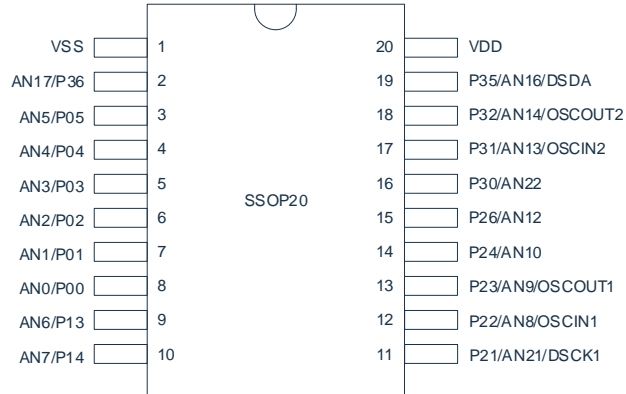 VSS 1 20 VDD
AN17/P36 2 19 P35/AN16/DSDA
AN5/P05 3 18 P32/AN14/OSCOUT2
AN4/P04 4 17 P31/AN13/OSCIN2
AN3/P03 5 16 P30/AN22
SSOP20
AN2/P02 6 15 P26/AN12
AN1/P01 7 14 P24/AN10
AN0/P00 8 13 P23/AN9/OSCOUT1
AN6/P13 9 12 P22/AN8/OSCIN1
AN7/P14 10 11 P21/AN21/DSCK1